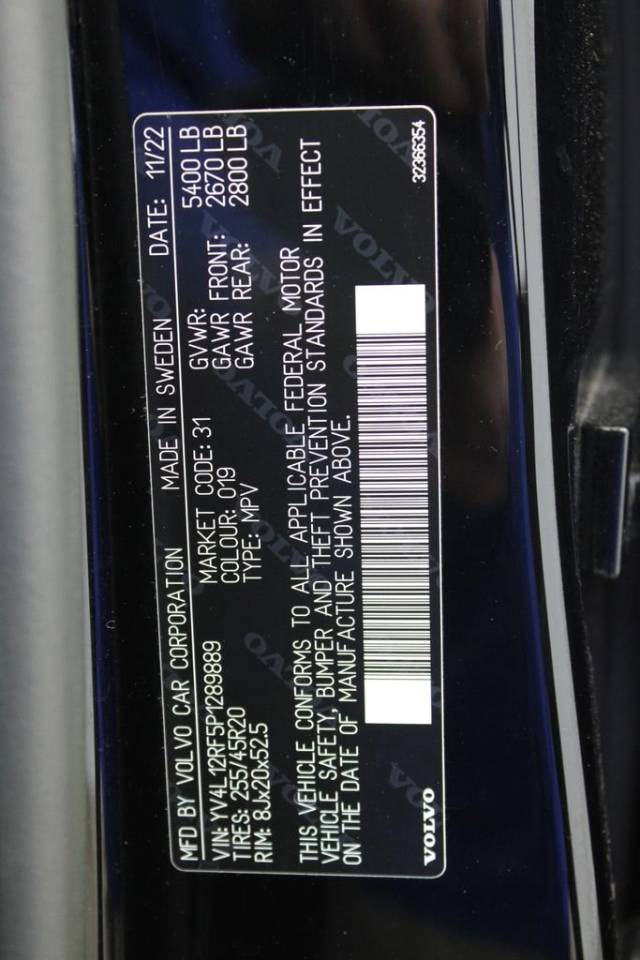 MFD BY VOLVO CAR CORPORATION MADE IN SWEDEN DATE: 11/22
VIN: YV4L12RF5P1289889 MARKET CODE: 31 GVWR: 5400 LB
TIRES: 255/45R20 COLOUR: 019 GAWR FRONT: 2670 LB
RIM: 8Jx20x52.5 TYPE: MPV GAWR REAR: 2800 LB
THIS VEHICLE CONFORMS TO ALL APPLICABLE FEDERAL MOTOR
VEHICLE SAFETY, BUMPER AND THEFT PREVENTION STANDARDS IN EFFECT
ON THE DATE OF MANUFACTURE SHOWN ABOVE.
VOLVO 32366354